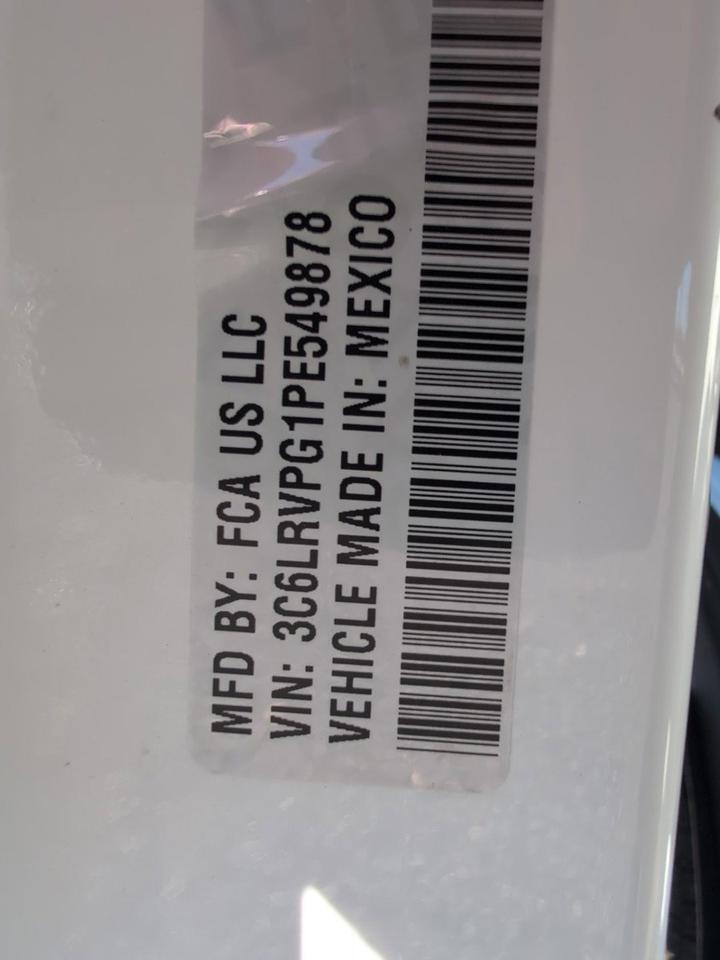 MFD BY: FCA US LLC
VIN: 3C6LRVPG1PE549878
VEHICLE MADE IN: MEXICO